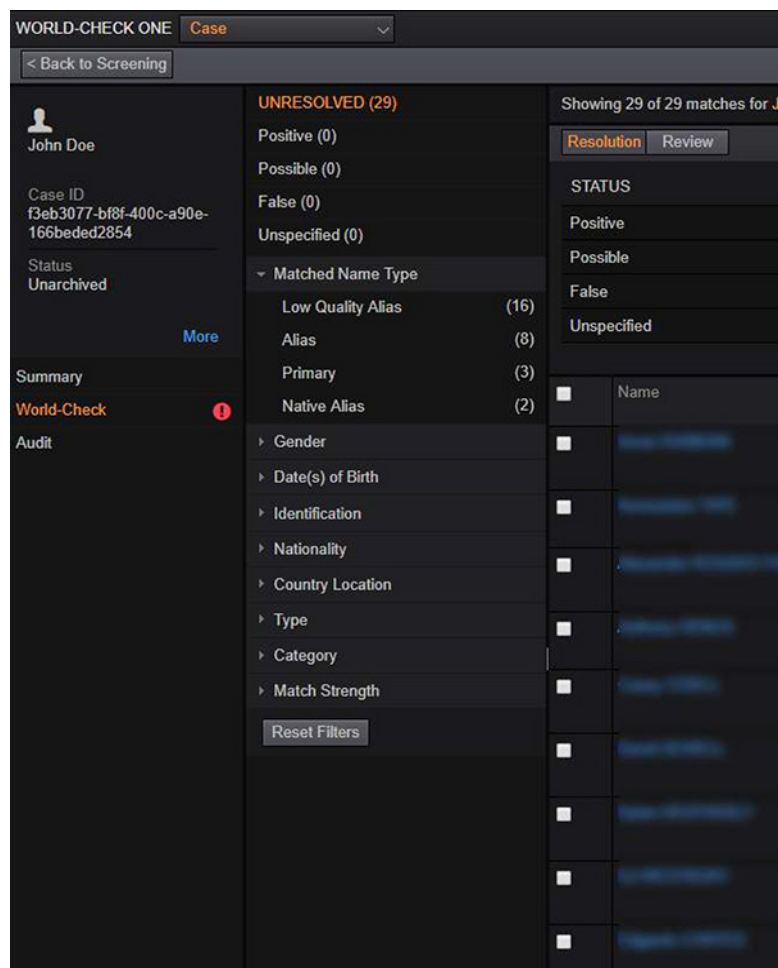 WORLD-CHECK ONE Case
< Back to Screening
John Doe
Case ID
f3eb3077-bf8f-400c-a90e-
166beded2854
Status
Unarchived
More
Summary
World-Check
Audit
UNRESOLVED (29)
Positive (0)
Possible (0)
False (0)
Unspecified (0)
Matched Name Type
Low Quality Alias (16)
Alias (8)
Primary (3)
Native Alias (2)
Gender
Date(s) of Birth
Identification
Nationality
Country Location
Type
Category
Match Strength
Reset Filters
Showing 29 of 29 matches for J
Resolution Review
STATUS
Positive
Possible
False
Unspecified
Name